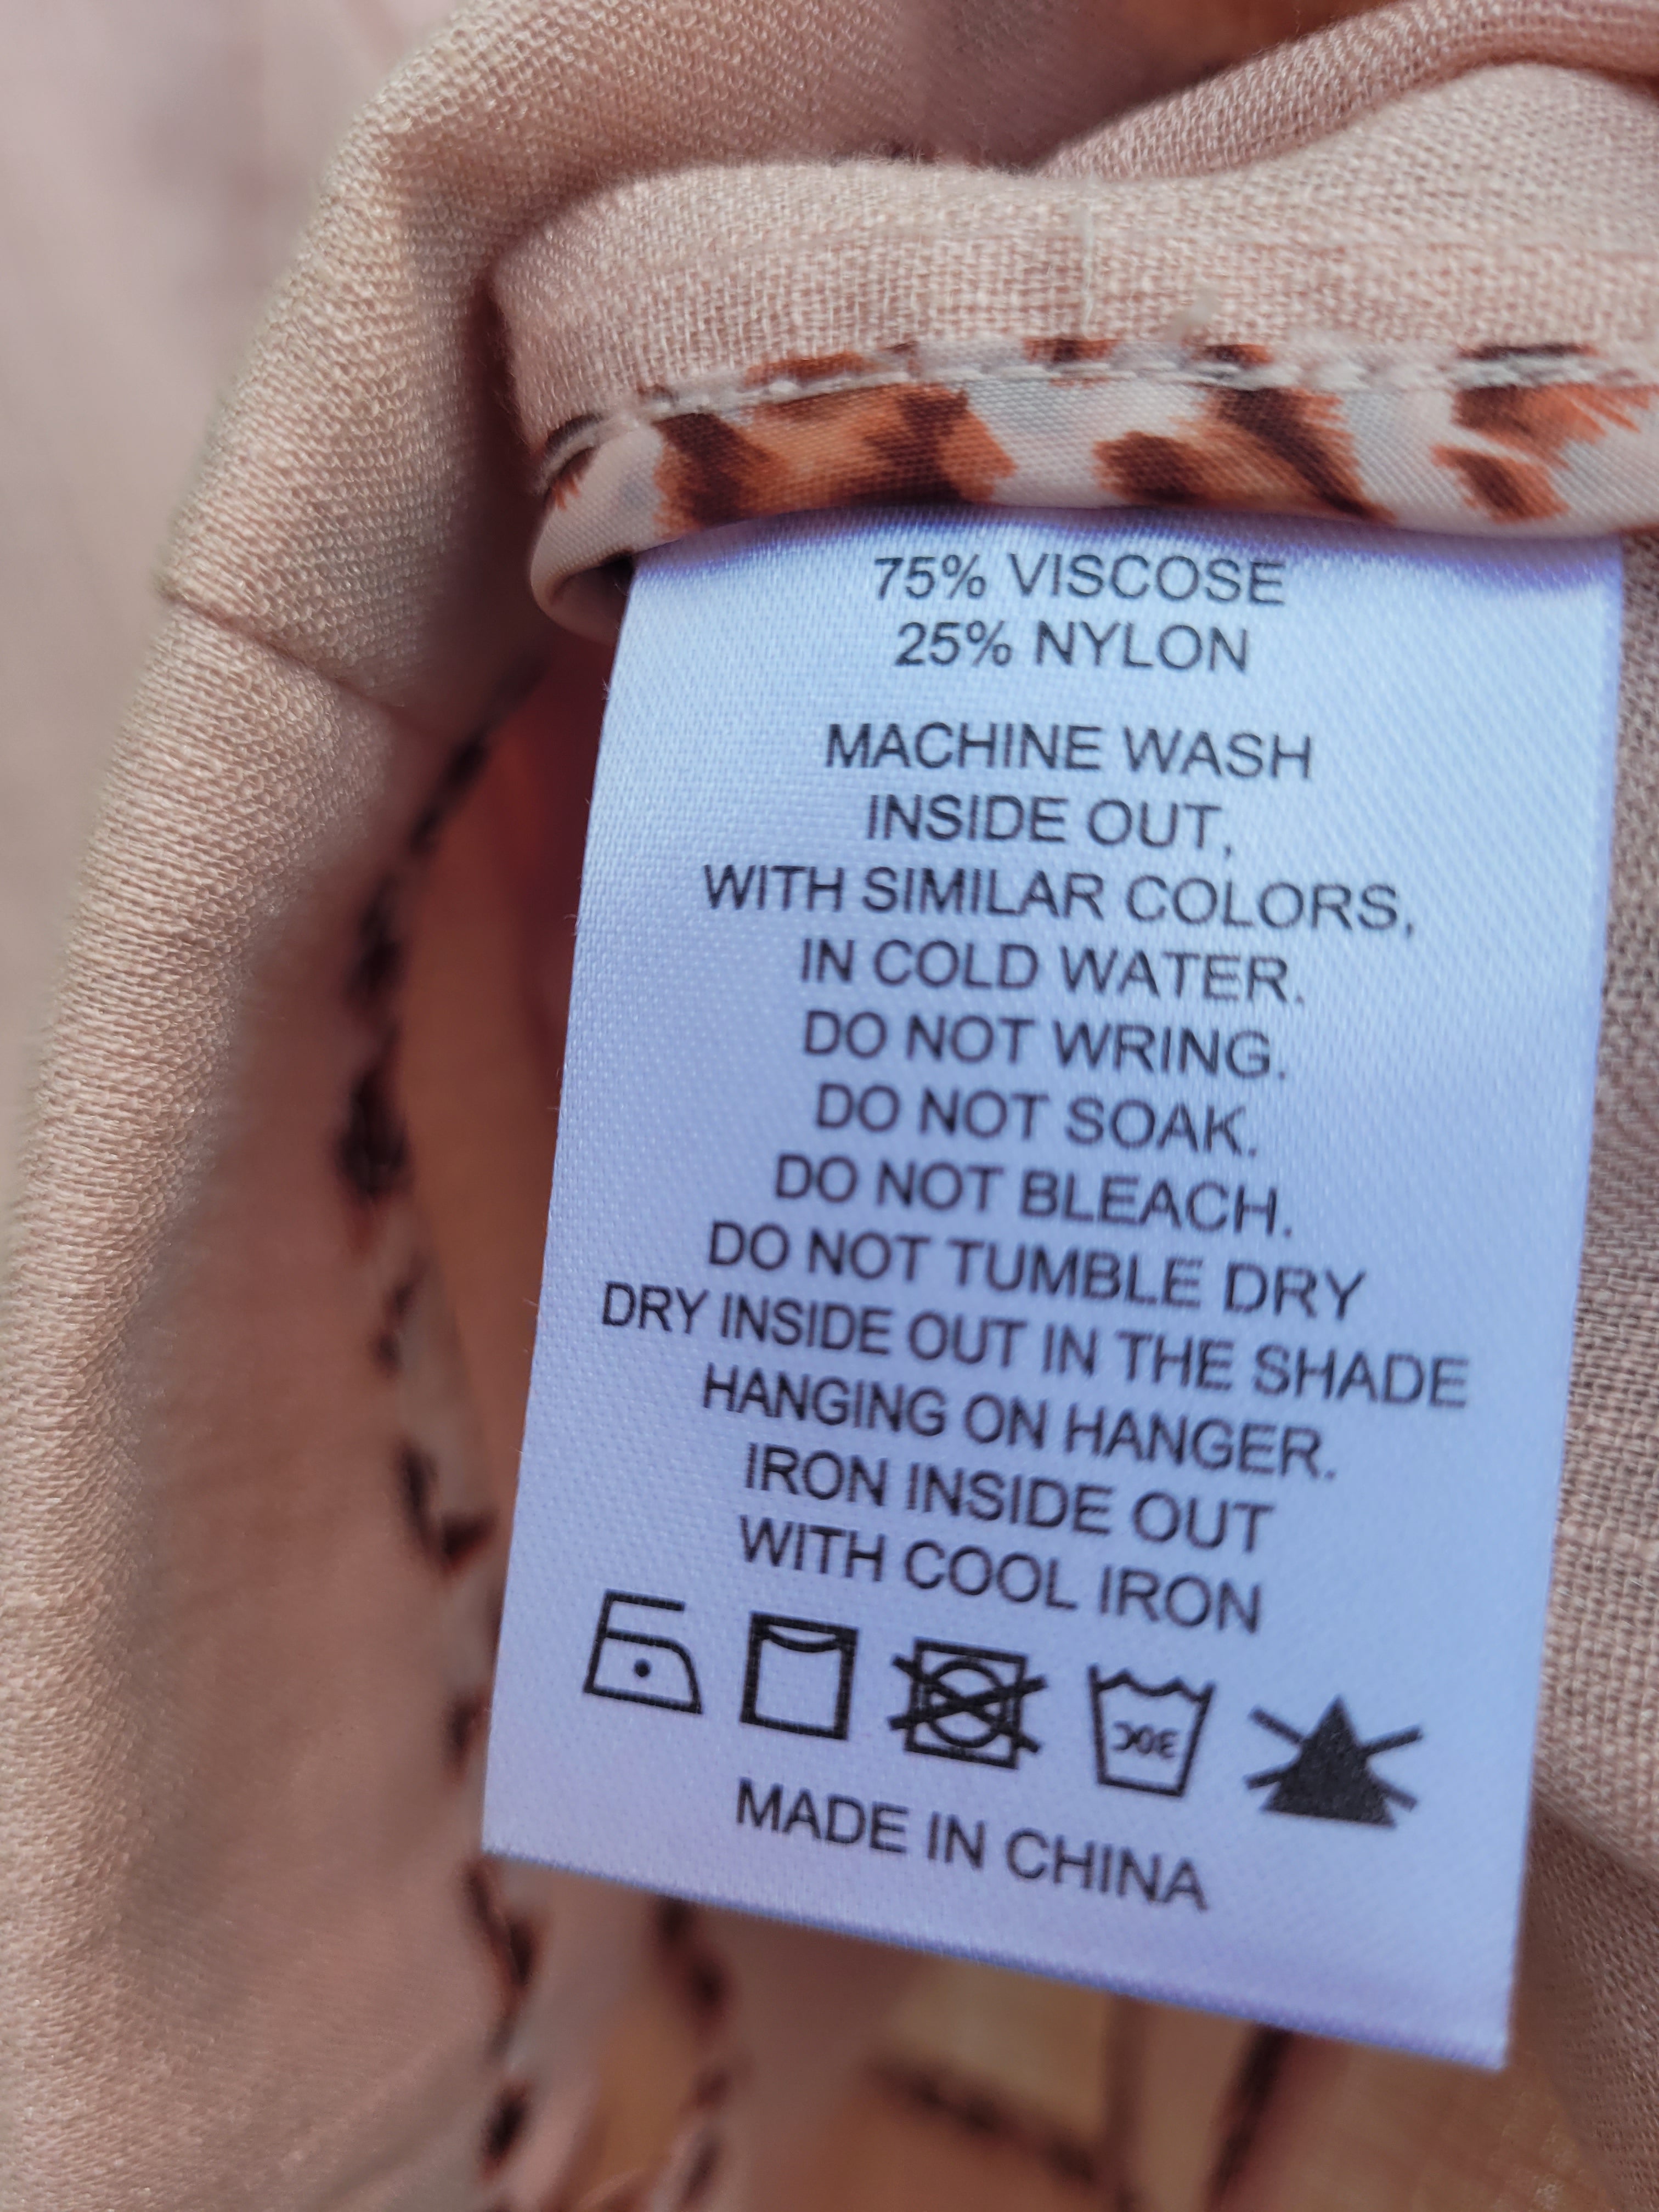 75% VISCOSE
25% NYLON
MACHINE WASH
INSIDE OUT,
WITH SIMILAR COLORS,
IN COLD WATER.
DO NOT WRING.
DO NOT SOAK.
DO NOT BLEACH.
DO NOT TUMBLE DRY
DRY INSIDE OUT IN THE SHADE
HANGING ON HANGER.
IRON INSIDE OUT
WITH COOL IRON
MADE IN CHINA